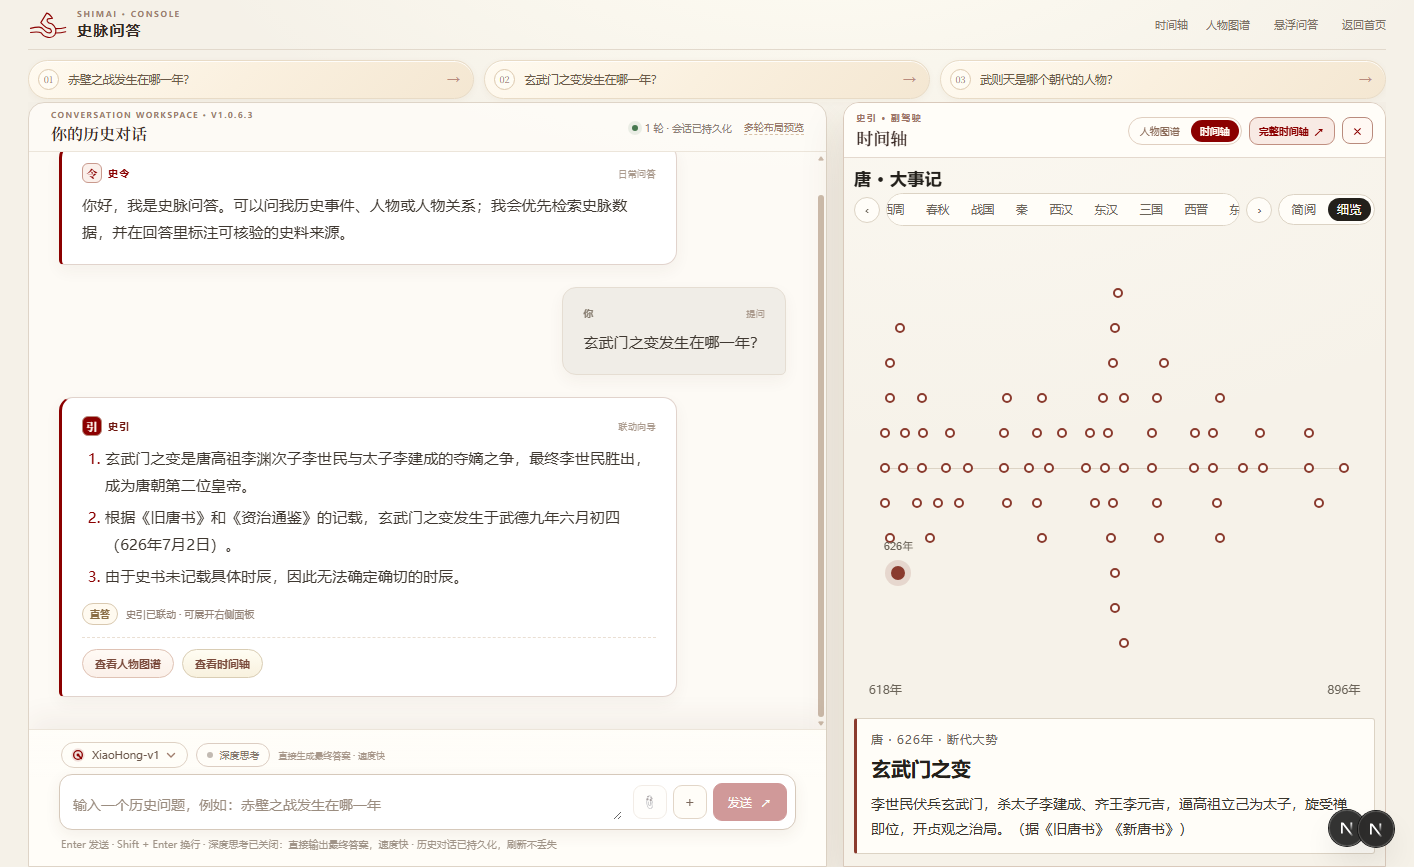 SHIMAI • CONSOLE
史脉问答
时间轴
人物图谱
悬浮问答
返回首页
01 赤壁之战发生在哪一年? →
02 玄武门之变发生在哪一年? →
03 武则天是哪个朝代的人物? →
CONVERSATION WORKSPACE • V1.0.6.3
你的历史对话
1 轮 · 会话已持久化
多轮布局预览
令 史令
日常问答
你好，我是史脉问答。可以问我历史事件、人物或人物关系；我会优先检索史脉数
据，并在回答里标注可核验的史料来源。
你
提问
玄武门之变发生在哪一年?
引 史引
联动向导
1. 玄武门之变是唐高祖李渊次子李世民与太子李建成的夺嫡之争，最终李世民胜出，
成为唐朝第二位皇帝。
2. 根据《旧唐书》和《资治通鉴》的记载，玄武门之变发生于武德九年六月初四
（626年7月2日）。
3. 由于史书未记载具体时辰，因此无法确定确切的时辰。
直答 史引已联动 · 可展开右侧面板
查看人物图谱
查看时间轴
XiaoHong-v1
深度思考
直接生成最终答案 · 速度快
输入一个历史问题，例如：赤壁之战发生在哪一年
+
发送 ↗
Enter 发送 · Shift + Enter 换行 · 深度思考已关闭：直接输出最终答案，速度快 · 历史对话已持久化，刷新不丢失
史引 • 副驾驶
时间轴
人物图谱
时间轴
完整时间轴 ↗
×
唐 • 大事记
‹ 西周 春秋 战国 秦 西汉 东汉 三国 西晋 东 ›
简阅 细览
626年
618年
896年
唐 · 626年 · 断代大势
玄武门之变
李世民伏兵玄武门，杀太子李建成、齐王李元吉，逼高祖立己为太子，旋受禅
即位，开贞观之治局。（据《旧唐书》《新唐书》）
N N